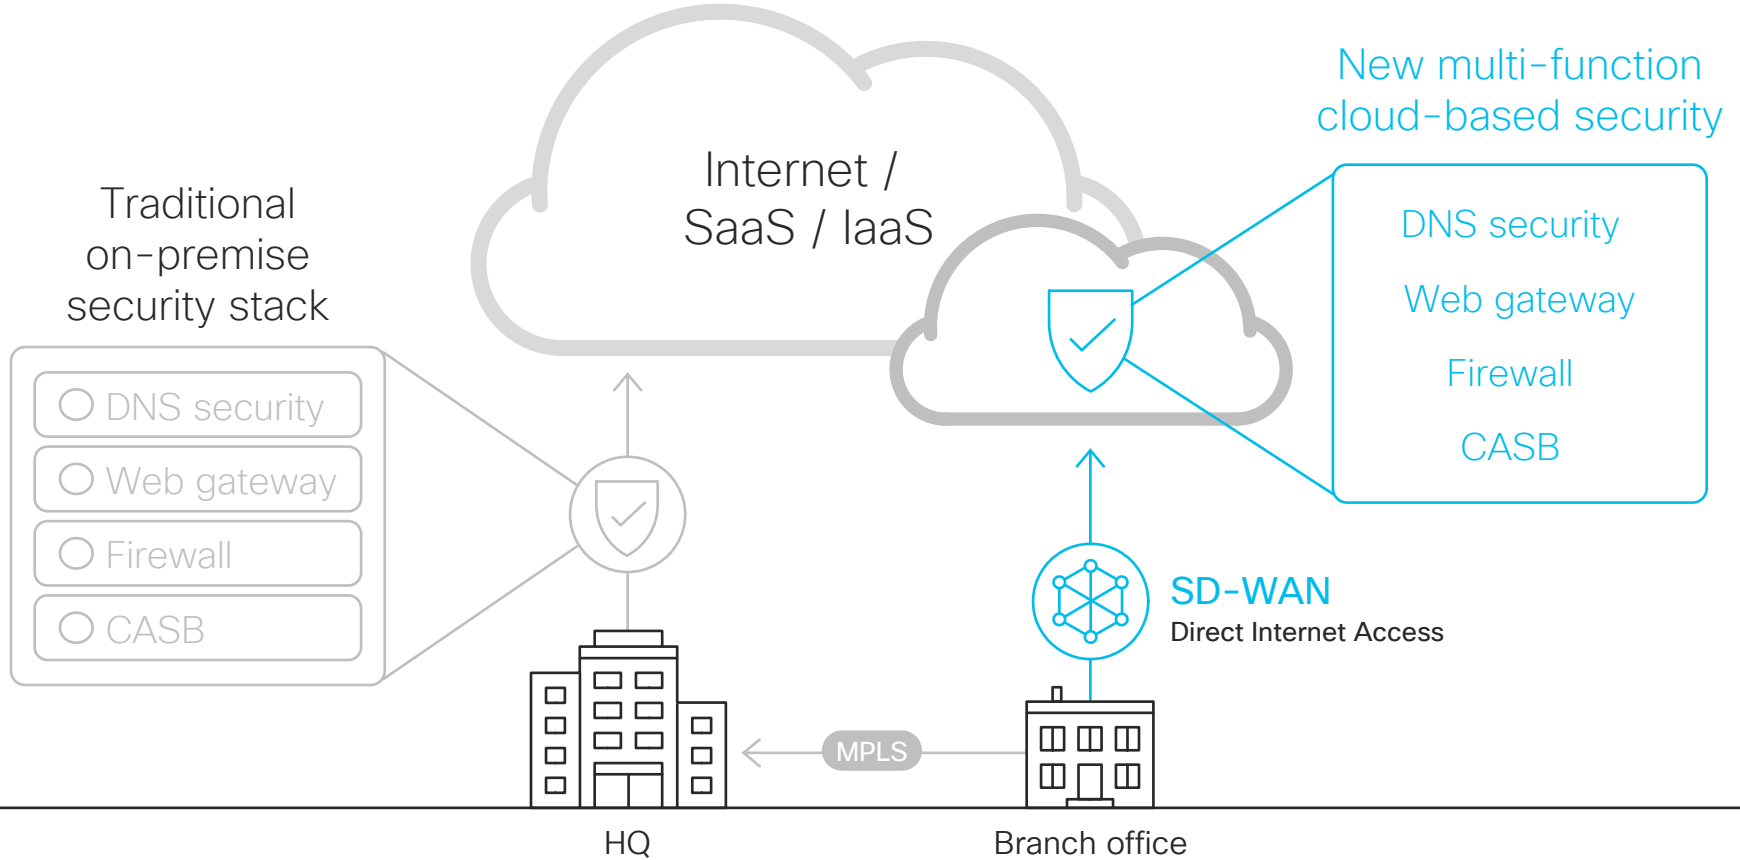 Traditional
on-premise
security stack
DNS security
Web gateway
Firewall
CASB
Internet /
SaaS / IaaS
New multi-function
cloud-based security
DNS security
Web gateway
Firewall
CASB
SD-WAN
Direct Internet Access
MPLS
HQ
Branch office